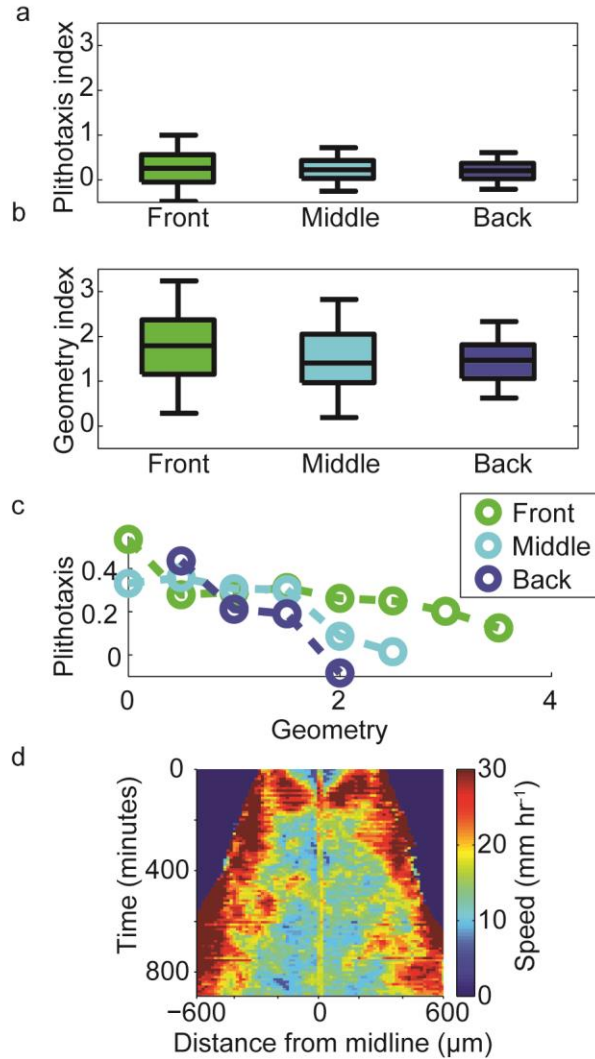 a
Plithotaxis index
3
2
1
0
Front Middle Back
b
Geometry index
3
2
1
0
Front Middle Back
c
Plithotaxis
0.4
0.2
0
0 2 4
Geometry
Front
Middle
Back
d
Time (minutes)
0
400
800
−600 0 600
Distance from midline (µm)
30
20
10
0
Speed (mm hr⁻¹)